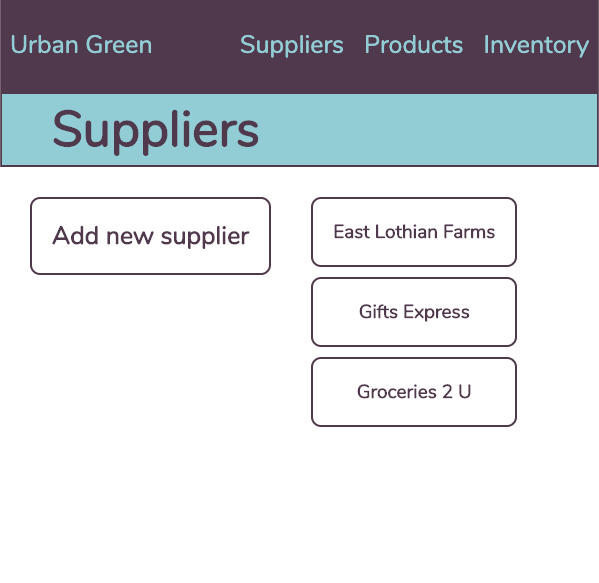 Urban Green
Suppliers Products Inventory
Suppliers
Add new supplier
East Lothian Farms
Gifts Express
Groceries 2 U